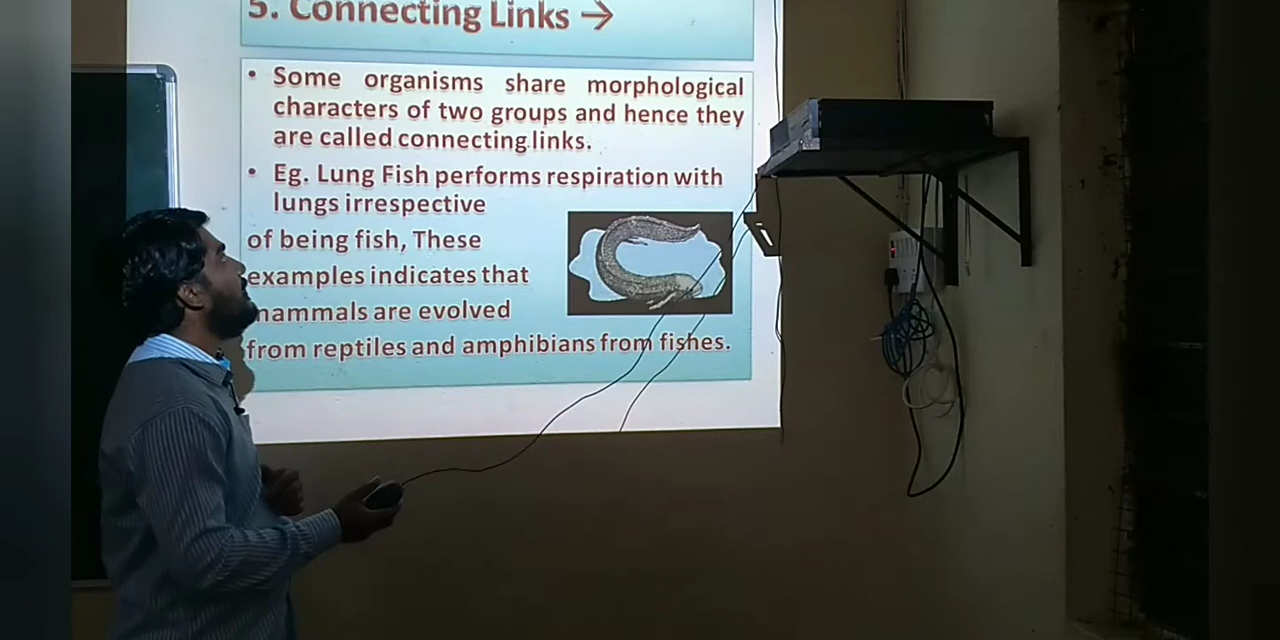 5. Connecting Links →
• Some organisms share morphological
characters of two groups and hence they
are called connecting links.
• Eg. Lung Fish performs respiration with
lungs irrespective
of being fish, These
examples indicates that
mammals are evolved
from reptiles and amphibians from fishes.